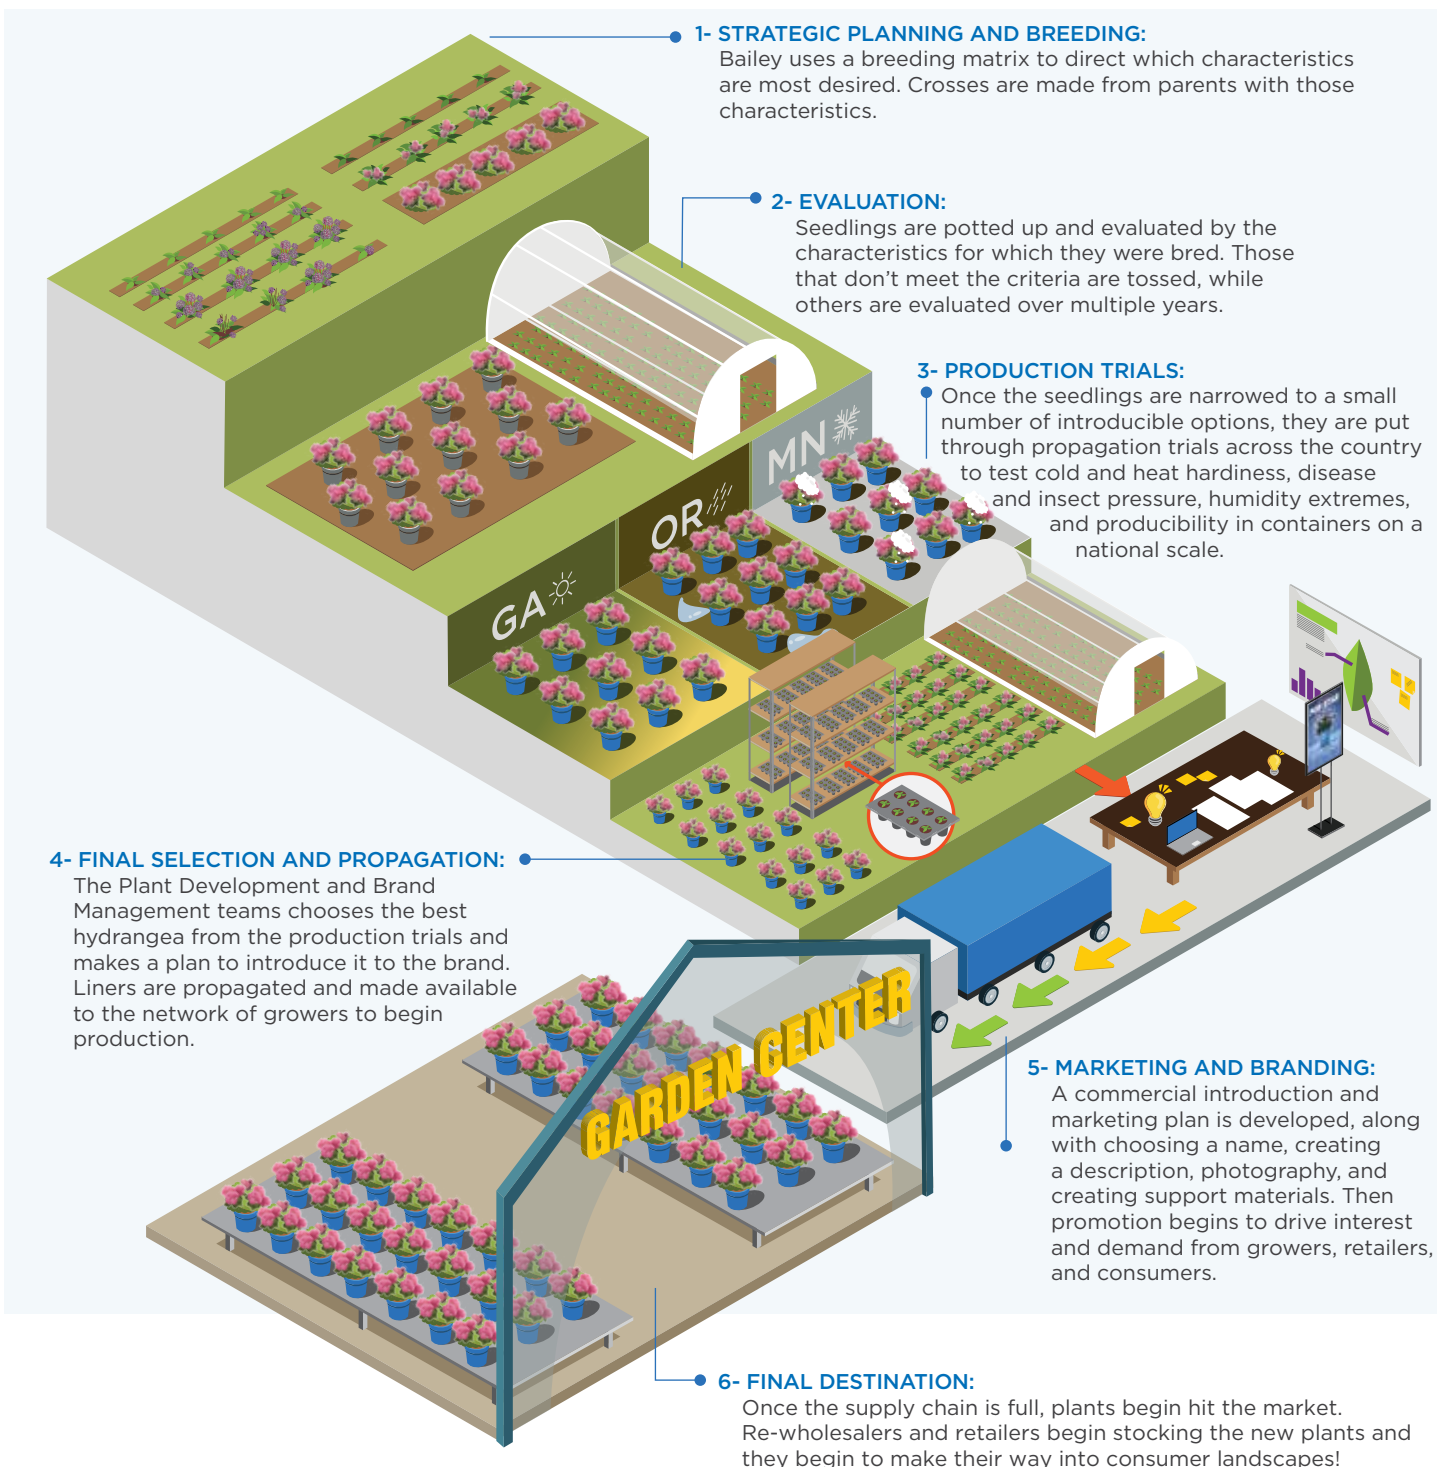 1- STRATEGIC PLANNING AND BREEDING:
Bailey uses a breeding matrix to direct which characteristics
are most desired. Crosses are made from parents with those
characteristics.
2- EVALUATION:
Seedlings are potted up and evaluated by the
characteristics for which they were bred. Those
that don’t meet the criteria are tossed, while
others are evaluated over multiple years.
3- PRODUCTION TRIALS:
Once the seedlings are narrowed to a small
number of introducible options, they are put
through propagation trials across the country
to test cold and heat hardiness, disease
and insect pressure, humidity extremes,
and producibility in containers on a
national scale.
MN
OR
GA
4- FINAL SELECTION AND PROPAGATION:
The Plant Development and Brand
Management teams chooses the best
hydrangea from the production trials and
makes a plan to introduce it to the brand.
Liners are propagated and made available
to the network of growers to begin
production.
GARDEN CENTER
5- MARKETING AND BRANDING:
A commercial introduction and
marketing plan is developed, along
with choosing a name, creating
a description, photography, and
creating support materials. Then
promotion begins to drive interest
and demand from growers, retailers,
and consumers.
6- FINAL DESTINATION:
Once the supply chain is full, plants begin hit the market.
Re-wholesalers and retailers begin stocking the new plants and
they begin to make their way into consumer landscapes!